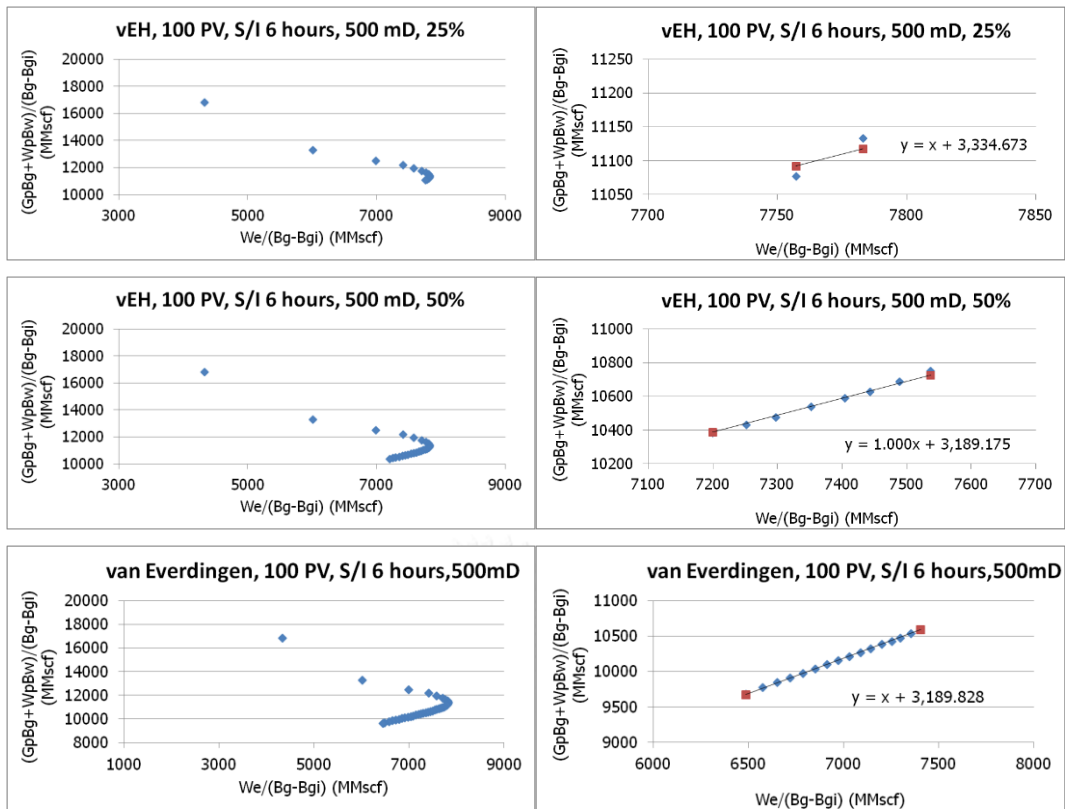 vEH, 100 PV, S/I 6 hours, 500 mD, 25%
(GpBg+WpBw)/(Bg-Bgi)
(MMscf)
20000
18000
16000
14000
12000
10000
3000 5000 7000 9000
We/(Bg-Bgi) (MMscf)
vEH, 100 PV, S/I 6 hours, 500 mD, 25%
(GpBg+WpBw)/(Bg-Bgi)
(MMscf)
11250
11200
11150
11100
11050
y = x + 3,334.673
7700 7750 7800 7850
We/(Bg-Bgi) (MMscf)
vEH, 100 PV, S/I 6 hours, 500 mD, 50%
(GpBg+WpBw)/(Bg-Bgi)
(MMscf)
20000
18000
16000
14000
12000
10000
3000 5000 7000 9000
We/(Bg-Bgi) (MMscf)
vEH, 100 PV, S/I 6 hours, 500 mD, 50%
(GpBg+WpBw)/(Bg-Bgi)
(MMscf)
11000
10800
10600
10400
10200
y = 1.000x + 3,189.175
7100 7200 7300 7400 7500 7600 7700
We/(Bg-Bgi) (MMscf)
van Everdingen, 100 PV, S/I 6 hours,500mD
(GpBg+WpBw)/(Bg-Bgi)
(MMscf)
20000
18000
16000
14000
12000
10000
8000
1000 3000 5000 7000 9000
We/(Bg-Bgi) (MMscf)
van Everdingen, 100 PV, S/I 6 hours,500mD
(GpBg+WpBw)/(Bg-Bgi)
(MMscf)
11000
10500
10000
9500
9000
y = x + 3,189.828
6000 6500 7000 7500 8000
We/(Bg-Bgi) (MMscf)